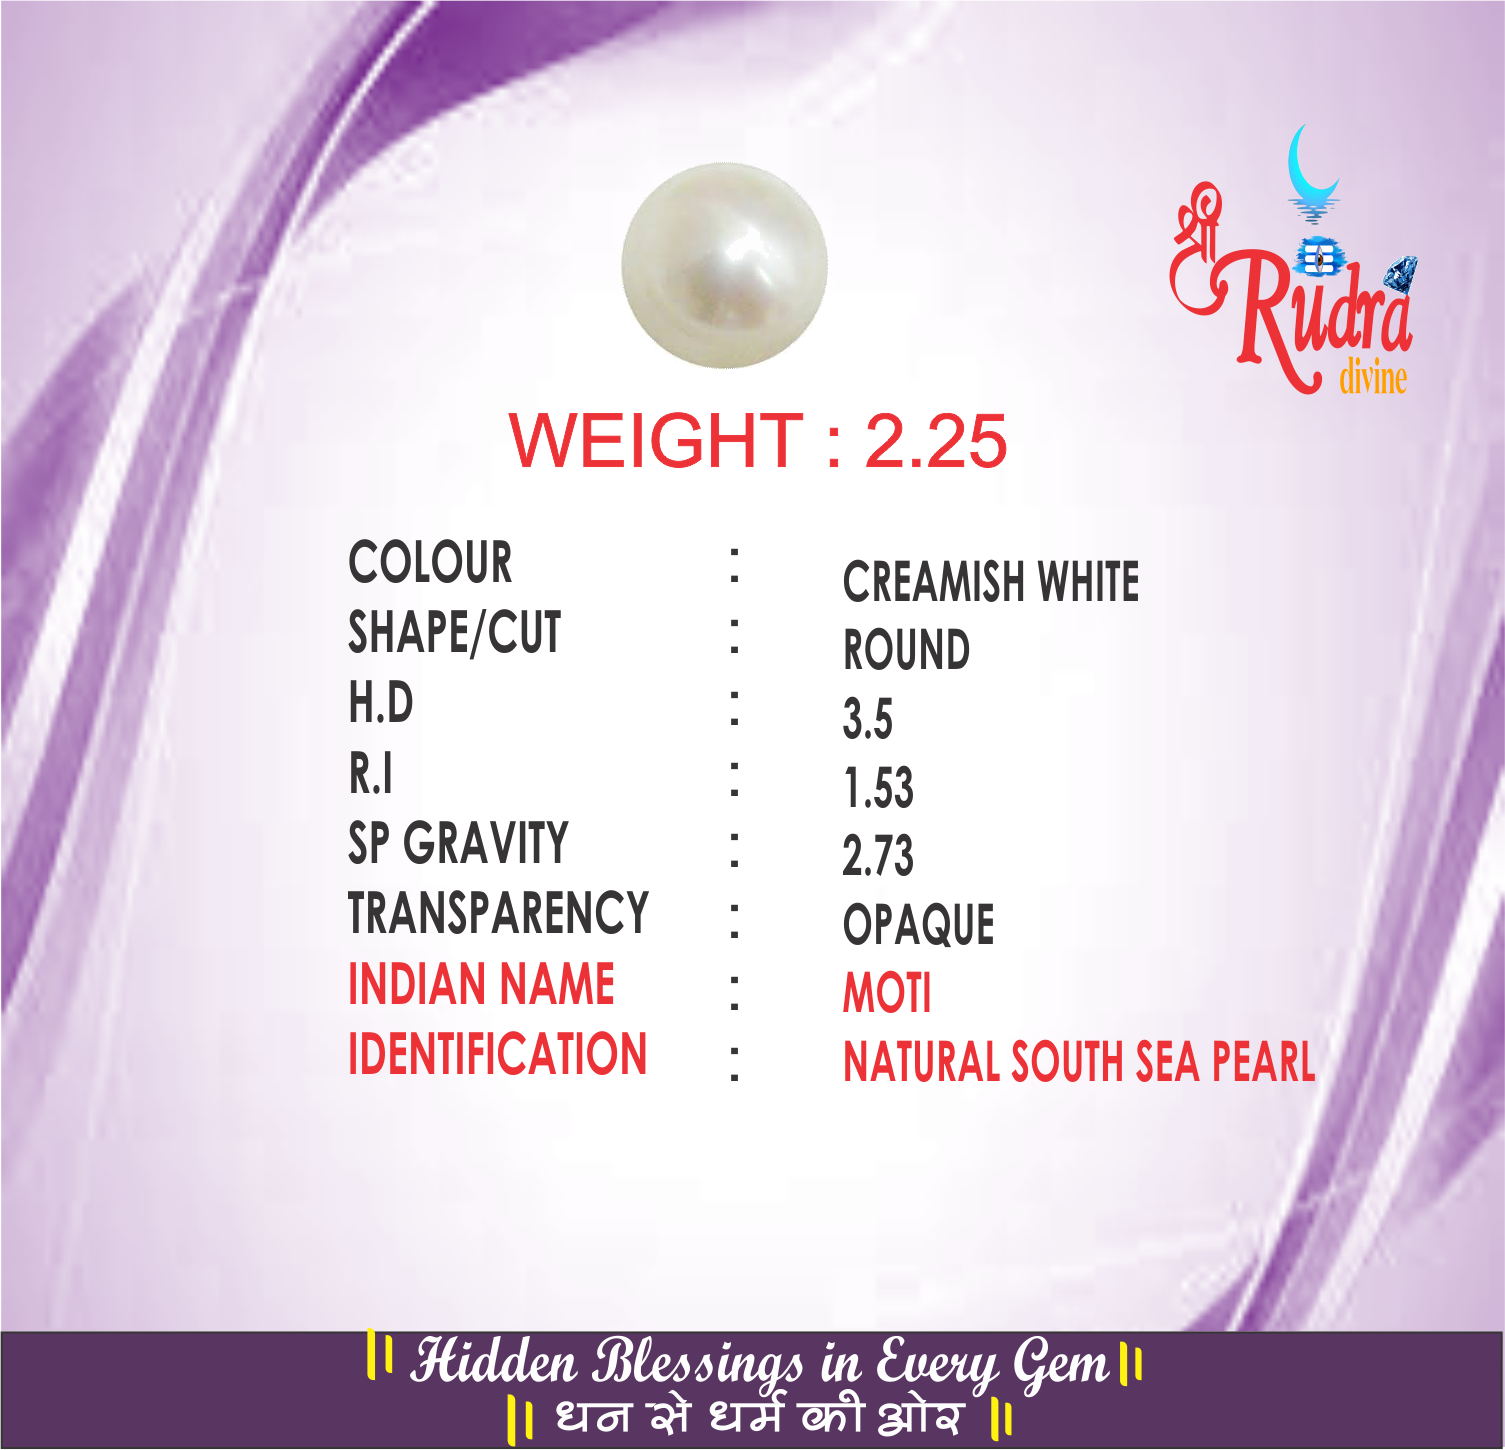 श्री
Rudra
divine
WEIGHT : 2.25
COLOUR : CREAMISH WHITE
SHAPE/CUT : ROUND
H.D : 3.5
R.I : 1.53
SP GRAVITY : 2.73
TRANSPARENCY : OPAQUE
INDIAN NAME : MOTI
IDENTIFICATION : NATURAL SOUTH SEA PEARL
|| Hidden Blessings in Every Gem ||
|| धन से धर्म की ओर ||